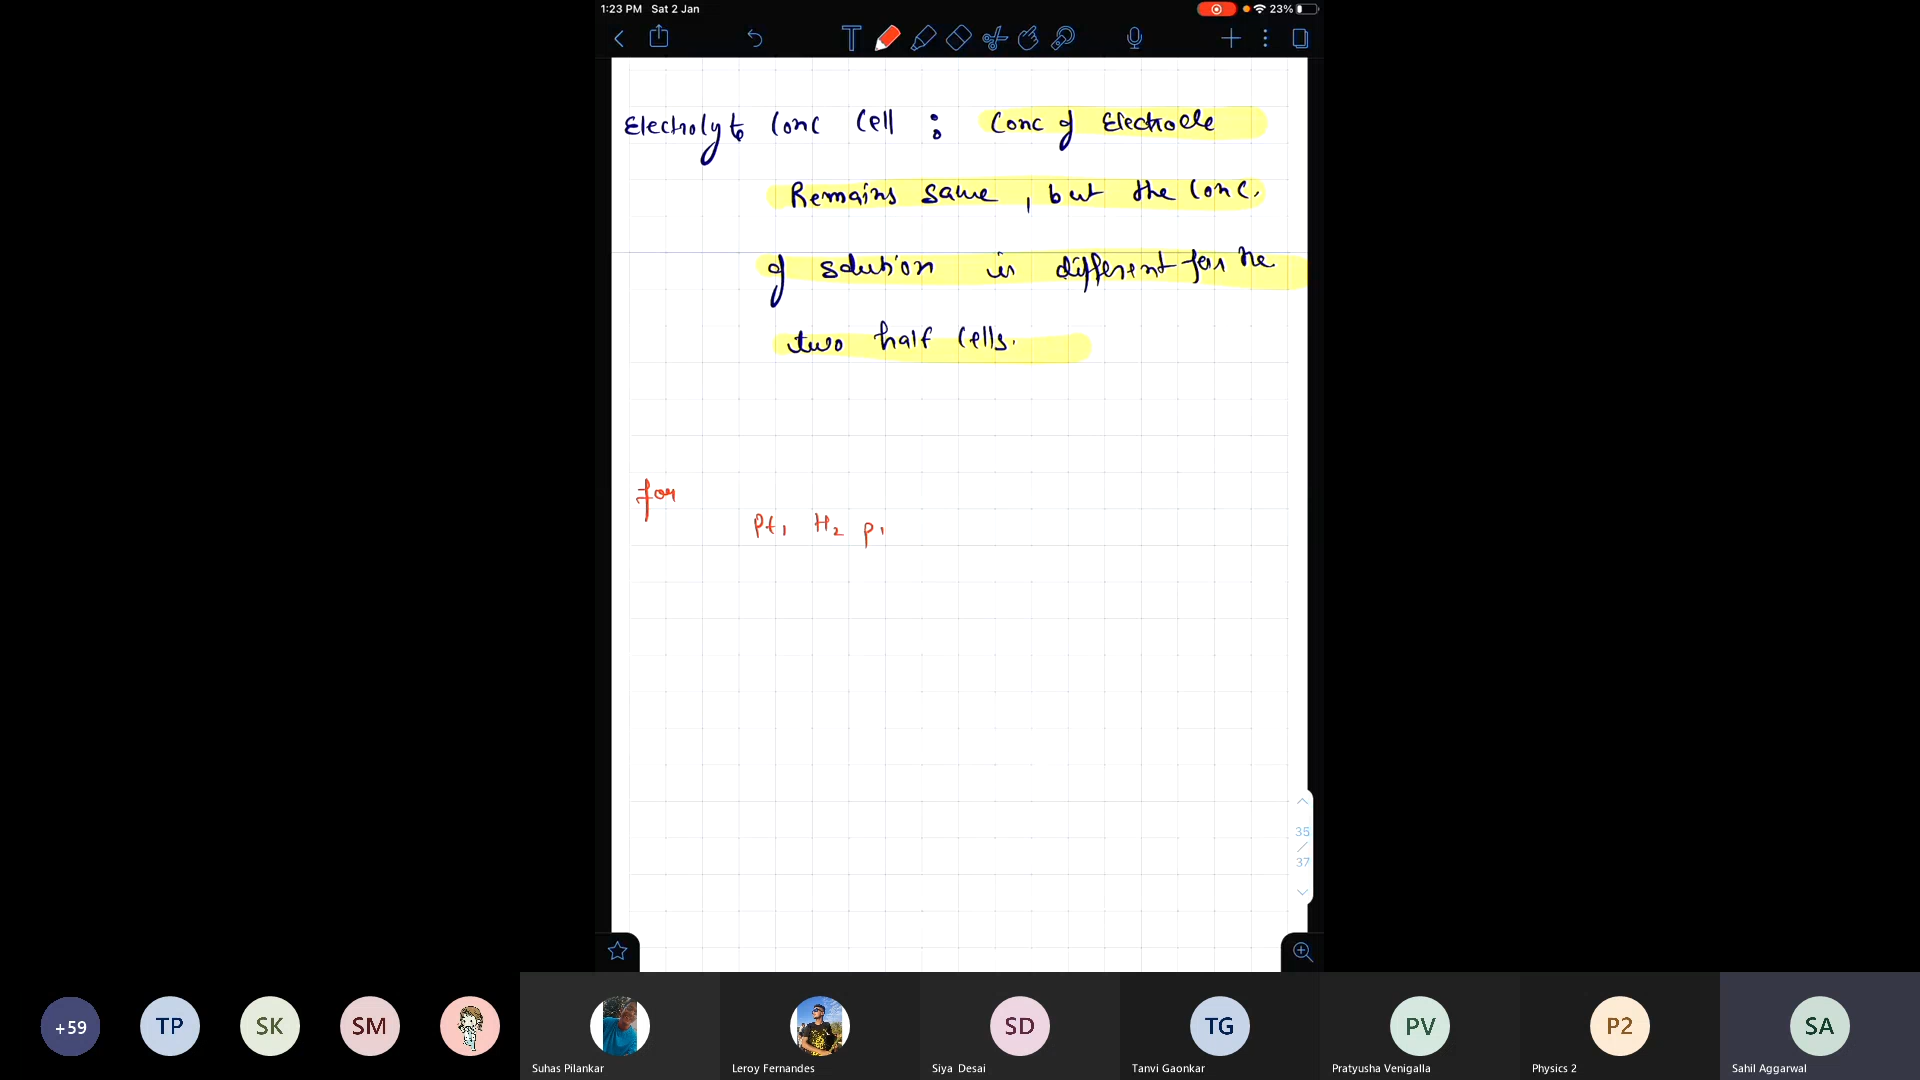 1:23 PM Sat 2 Jan
23%
Electrolyte Conc Cell : Conc of Electrode
Remains same, but the Conc.
of solution is different for the
two half Cells.
for
Pt, H2 p1
35
/
37
+59
TP
SK
SM
SD
TG
PV
P2
SA
Suhas Pilankar
Leroy Fernandes
Siya Desai
Tanvi Gaonkar
Pratyusha Venigalla
Physics 2
Sahil Aggarwal